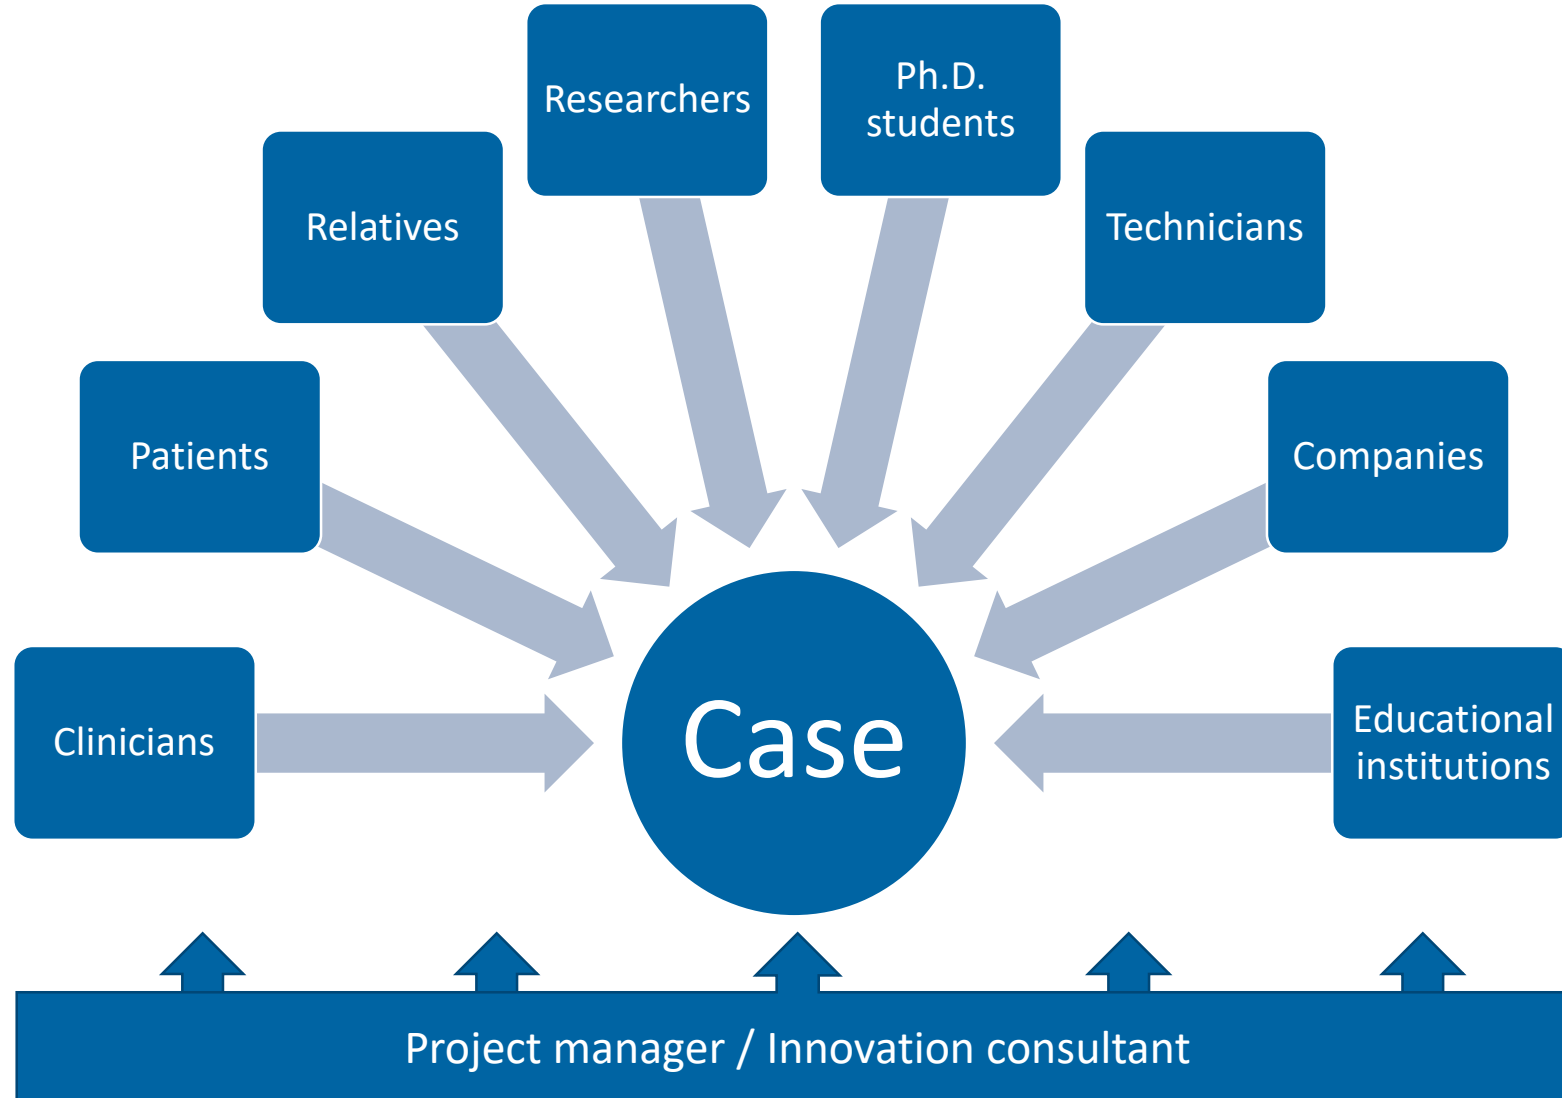 Researchers
Ph.D.
students
Relatives
Technicians
Patients
Companies
Clinicians
Case
Educational
institutions
Project manager / Innovation consultant